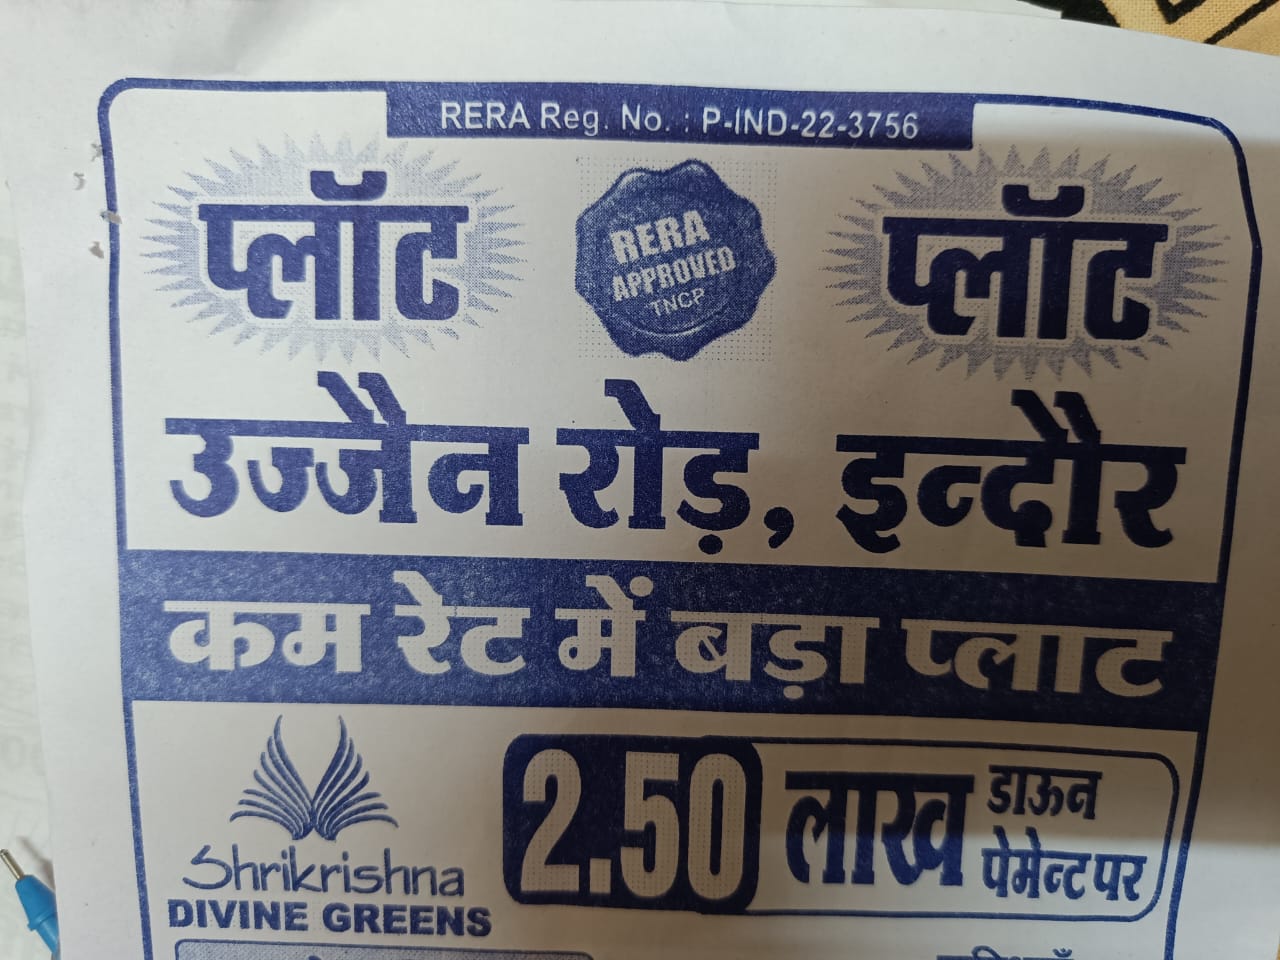 RERA Reg. No. : P-IND-22-3756
प्लॉट
RERA
APPROVED
TNCP
प्लॉट
उज्जैन रोड़, इन्दौर
कम रेट में बड़ा प्लाट
Shrikrishna
DIVINE GREENS
2.50 लाख डाऊन
पेमेन्ट पर